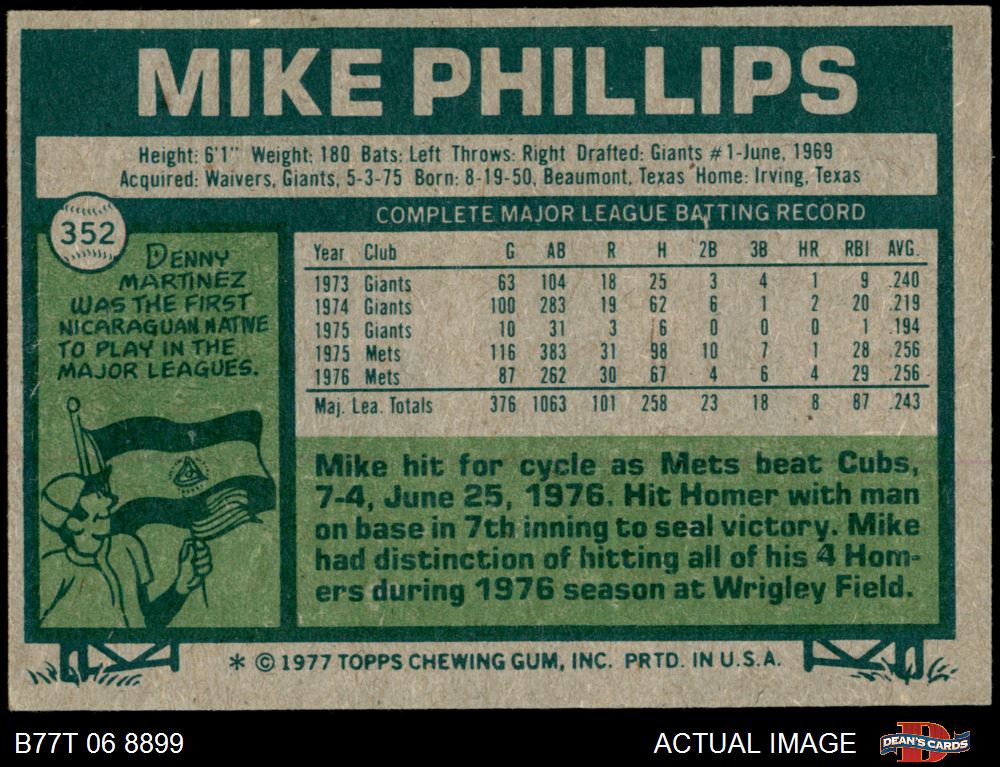 MIKE PHILLIPS
Height: 6'1" Weight: 180 Bats: Left Throws: Right Drafted: Giants #1-June, 1969
Acquired: Waivers, Giants, 5-3-75 Born: 8-19-50, Beaumont, Texas Home: Irving, Texas
352
DENNY
MARTINEZ
WAS THE FIRST
NICARAGUAN NATIVE
TO PLAY IN THE
MAJOR LEAGUES.
COMPLETE MAJOR LEAGUE BATTING RECORD
Year Club G AB R H 2B 3B HR RBI AVG.
1973 Giants 63 104 18 25 3 4 1 9 .240
1974 Giants 100 283 19 62 6 1 2 20 .219
1975 Giants 10 31 3 6 0 0 0 1 .194
1975 Mets 116 383 31 98 10 7 1 28 .256
1976 Mets 87 262 30 67 4 6 4 29 .256
Maj. Lea. Totals 376 1063 101 258 23 18 8 87 .243
Mike hit for cycle as Mets beat Cubs,
7-4, June 25, 1976. Hit Homer with man
on base in 7th inning to seal victory. Mike
had distinction of hitting all of his 4 Hom-
ers during 1976 season at Wrigley Field.
* © 1977 TOPPS CHEWING GUM, INC. PRTD. IN U.S.A.
B77T 06 8899
ACTUAL IMAGE
DEAN'S CARDS